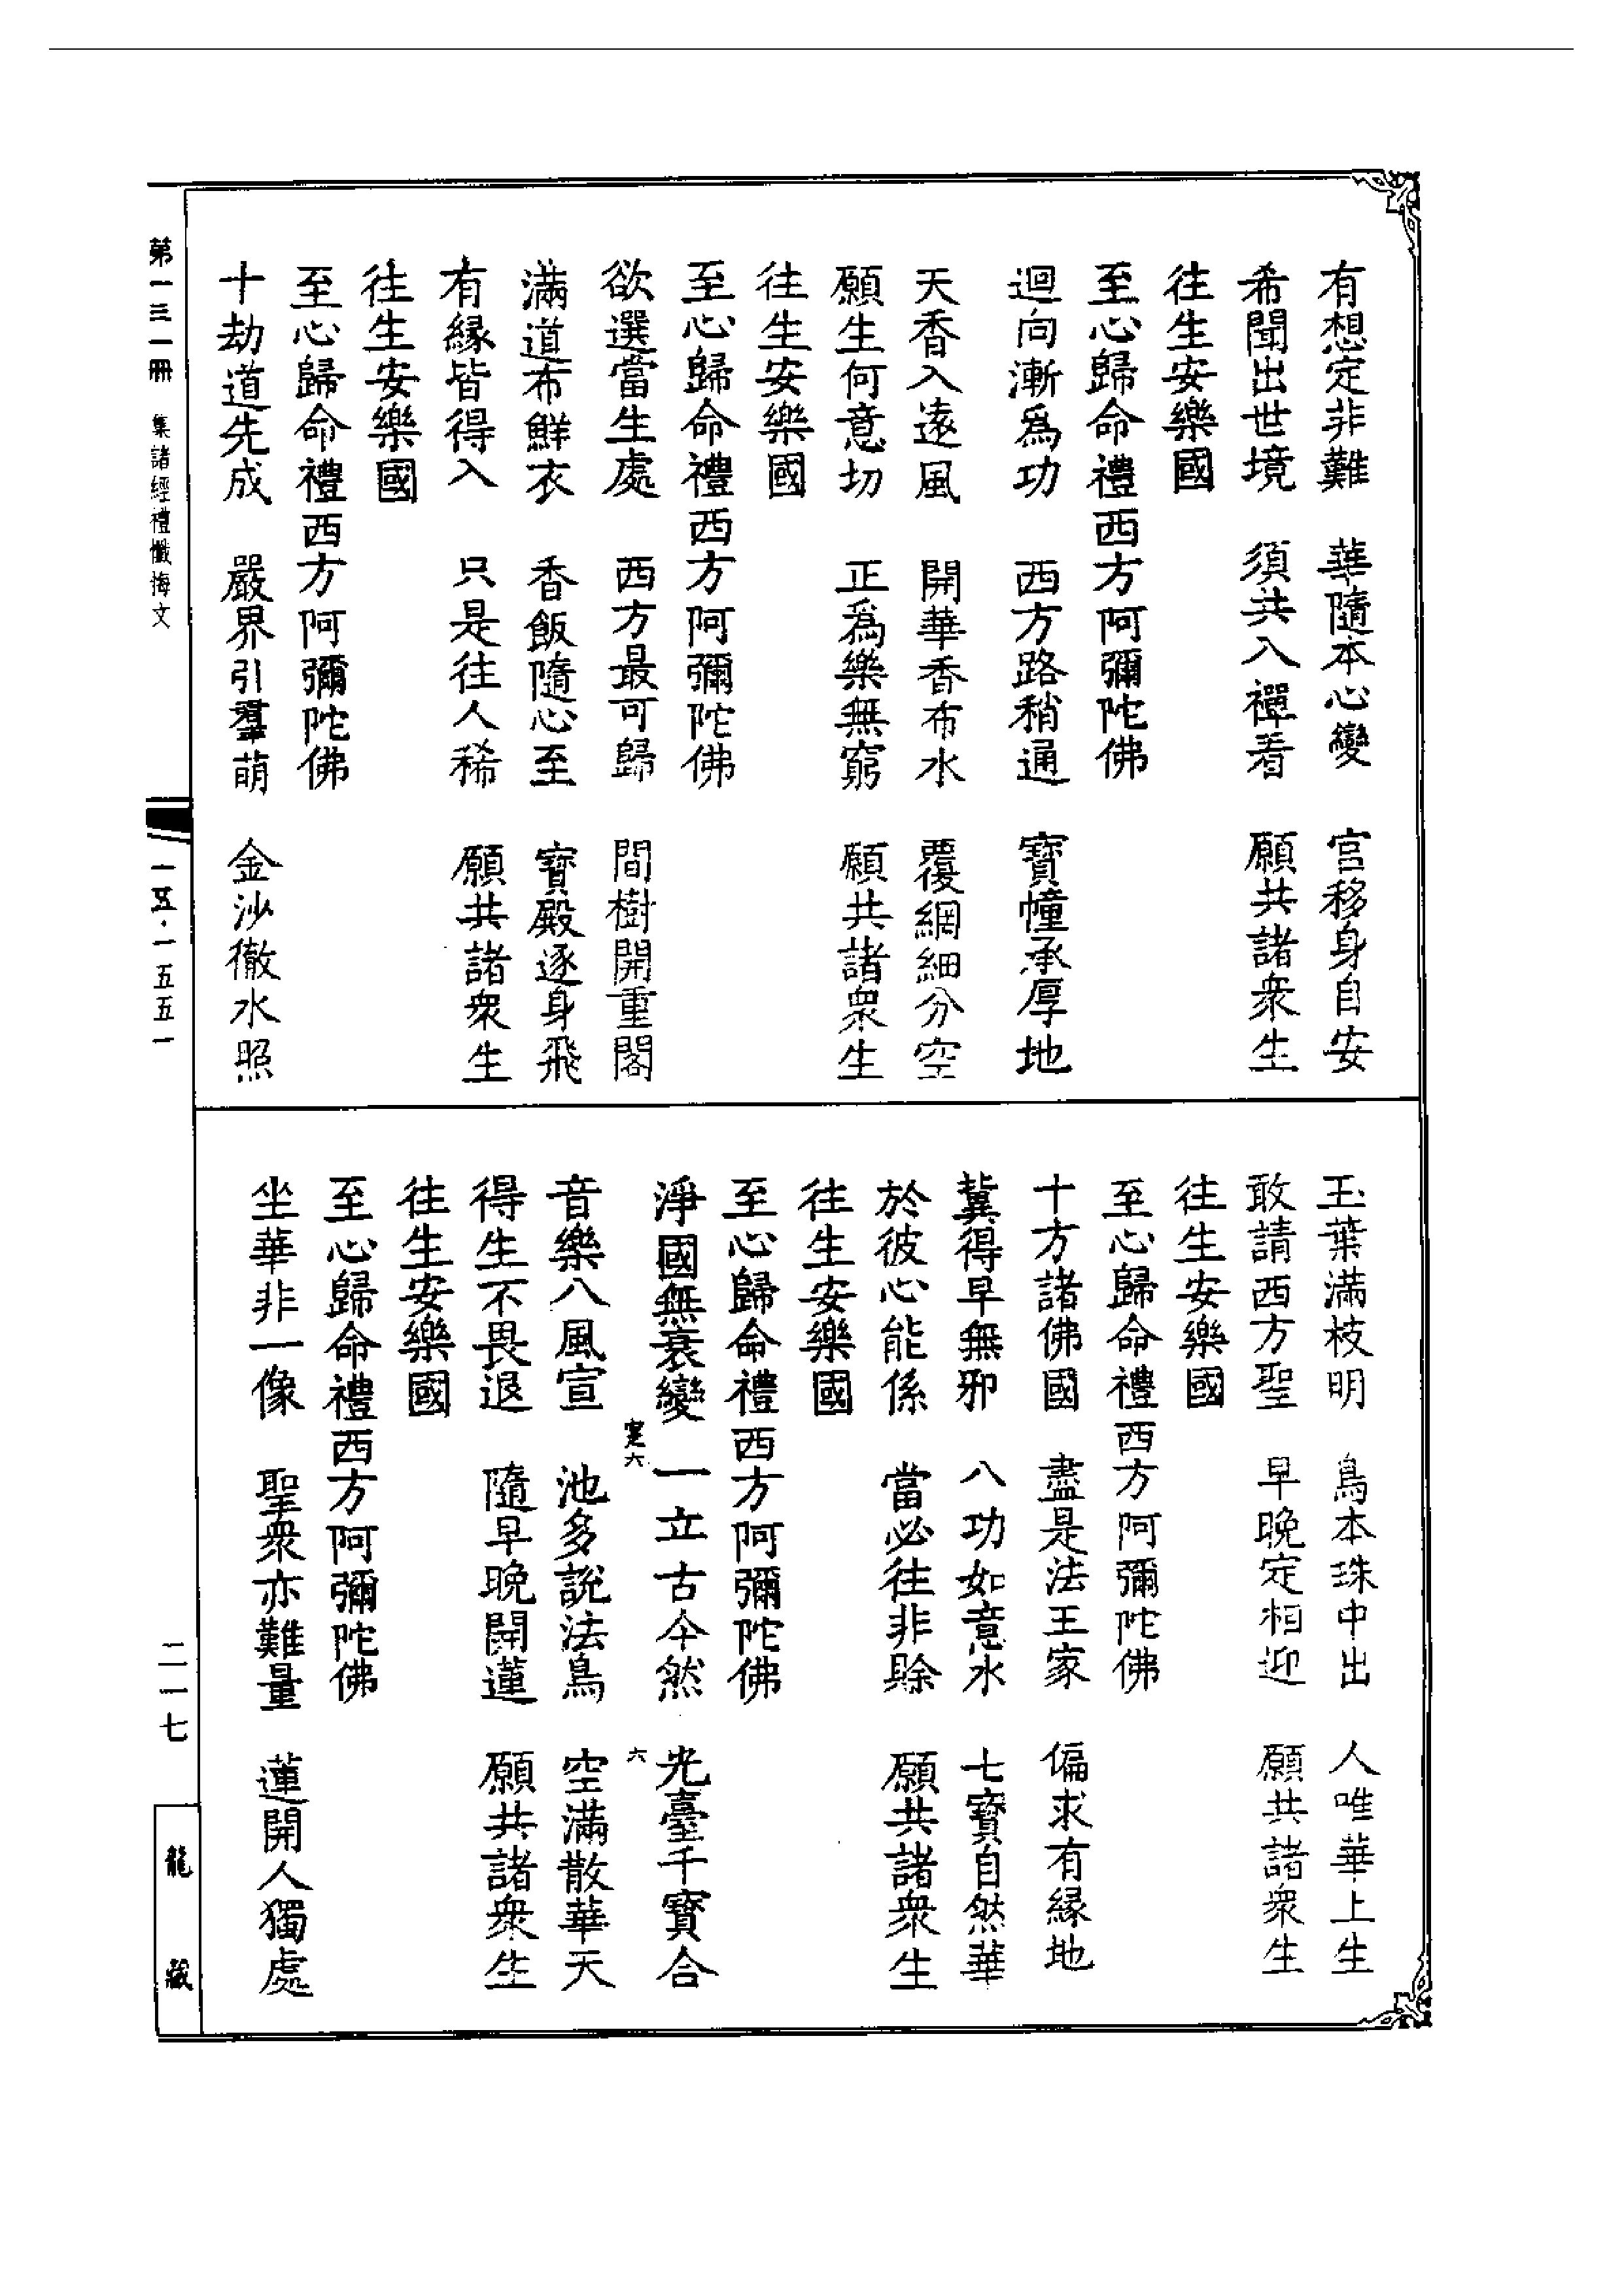 有想定非難　華隨本心變　宮移身自安
希聞出世境　須共入禪看　願共諸衆生
往生安樂國
至心歸命禮西方阿彌陀佛
迴向漸爲功　西方路稍通　寶幢承厚地
天香入遠風　開華香布水　覆網細分空
願生何意切　正爲樂無窮　願共諸衆生
往生安樂國
至心歸命禮西方阿彌陀佛
欲選當生處　西方最可歸　間樹開重閣
滿道布鮮衣　香飯隨心至　寶殿逐身飛
有緣皆得入　只是往人稀　願共諸衆生
往生安樂國
至心歸命禮西方阿彌陀佛
十劫道先成　嚴界引羣萌　金沙徹水照
玉葉滿枝明　鳥本珠中出　人唯華上生
敢請西方聖　早晚定相迎　願共諸衆生
往生安樂國
至心歸命禮西方阿彌陀佛
十方諸佛國　盡是法王家　偏求有緣地
冀得早無邪　八功如意水　七寶自然華
於彼心能係　當必往非賒　願共諸衆生
往生安樂國
至心歸命禮西方阿彌陀佛
淨國無衰變　一立古今然　光臺千寶合
定六　六
音樂八風宣　池多說法鳥　空滿散華天
得生不畏退　隨早晚開蓮　願共諸衆生
往生安樂國
至心歸命禮西方阿彌陀佛
坐華非一像　聖衆亦難量　蓮開人獨處
第一三一冊　集諸經禮懺悔文
一五·一五五一
二一七
龍藏